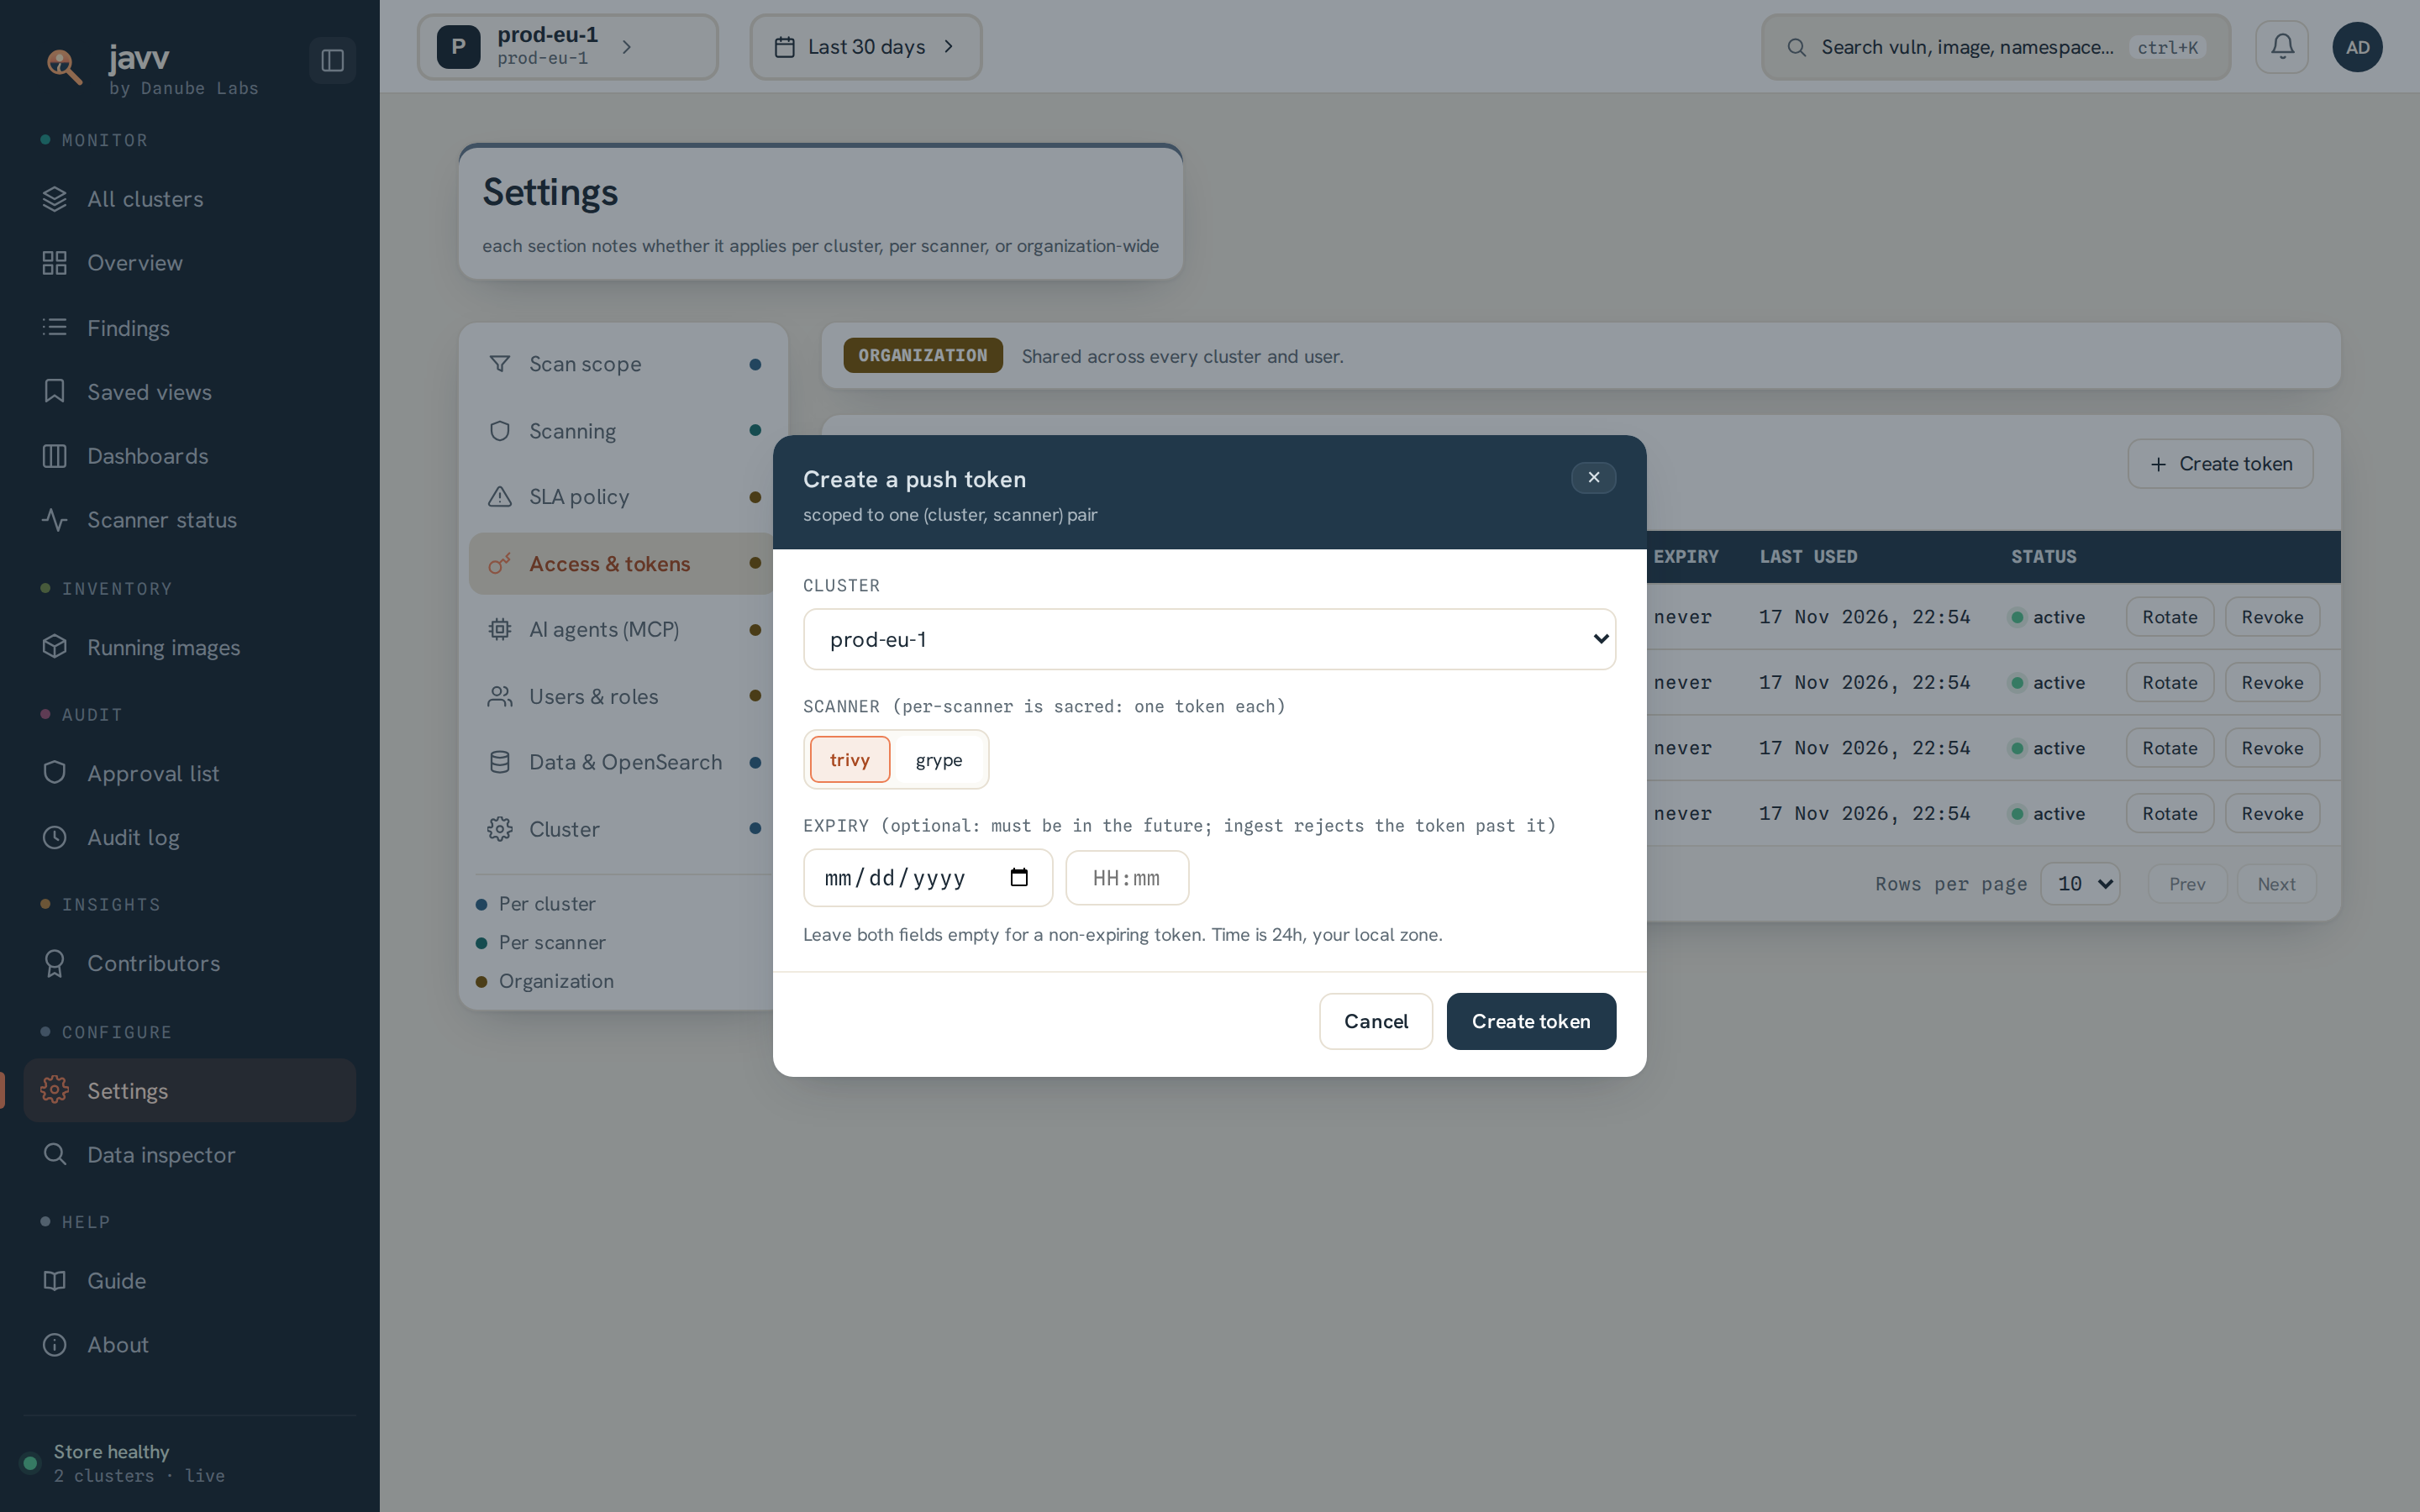 javv
by Danube Labs
MONITOR
All clusters
Overview
Findings
Saved views
Dashboards
Scanner status
INVENTORY
Running images
AUDIT
Approval list
Audit log
INSIGHTS
Contributors
CONFIGURE
Settings
Data inspector
HELP
Guide
About
Store healthy
2 clusters · live
P
prod-eu-1
prod-eu-1
Last 30 days
Search vuln, image, namespace...
ctrl+K
AD
Settings
each section notes whether it applies per cluster, per scanner, or organization-wide
Scan scope
Scanning
SLA policy
Access & tokens
AI agents (MCP)
Users & roles
Data & OpenSearch
Cluster
Per cluster
Per scanner
Organization
ORGANIZATION Shared across every cluster and user.
Create token
EXPIRY LAST USED STATUS
never 17 Nov 2026, 22:54 active Rotate Revoke
never 17 Nov 2026, 22:54 active Rotate Revoke
never 17 Nov 2026, 22:54 active Rotate Revoke
never 17 Nov 2026, 22:54 active Rotate Revoke
Rows per page 10 Prev Next
Create a push token
scoped to one (cluster, scanner) pair
CLUSTER
prod-eu-1
SCANNER (per-scanner is sacred: one token each)
trivy grype
EXPIRY (optional: must be in the future; ingest rejects the token past it)
mm/dd/yyyy HH:mm
Leave both fields empty for a non-expiring token. Time is 24h, your local zone.
Cancel Create token